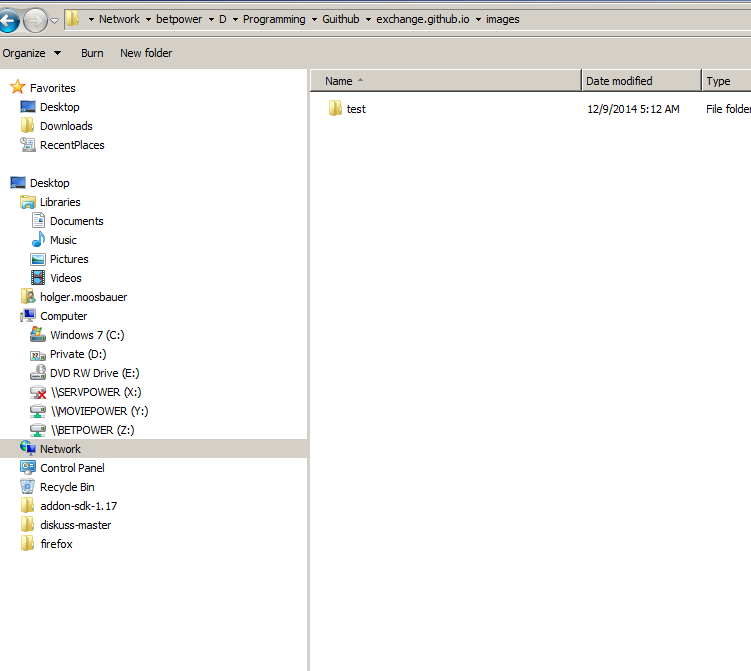 Network betpower D Programming Guithub exchange.github.io images
Organize Burn New folder
Favorites
Desktop
Downloads
RecentPlaces
Desktop
Libraries
Documents
Music
Pictures
Videos
holger.moosbauer
Computer
Windows 7 (C:)
Private (D:)
DVD RW Drive (E:)
\\SERVPOWER (X:)
\\MOVIEPOWER (Y:)
\\BETPOWER (Z:)
Network
Control Panel
Recycle Bin
addon-sdk-1.17
diskuss-master
firefox
Name Date modified Type
test 12/9/2014 5:12 AM File folde